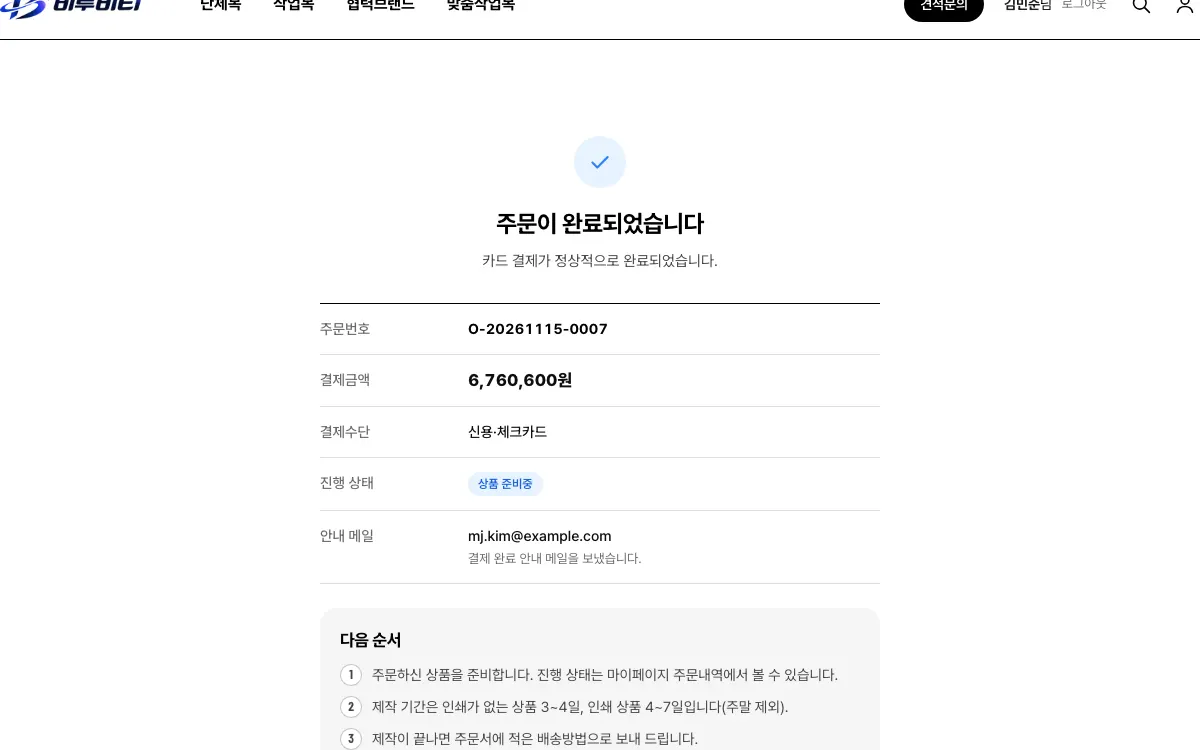 비투비티
단체복
작업복
협력브랜드
맞춤작업복
견적문의
김민준님
로그아웃
주문이 완료되었습니다
카드 결제가 정상적으로 완료되었습니다.
주문번호 O-20261115-0007
결제금액 6,760,600원
결제수단 신용·체크카드
진행 상태 상품 준비중
안내 메일 mj.kim@example.com
결제 완료 안내 메일을 보냈습니다.
다음 순서
1 주문하신 상품을 준비합니다. 진행 상태는 마이페이지 주문내역에서 볼 수 있습니다.
2 제작 기간은 인쇄가 없는 상품 3~4일, 인쇄 상품 4~7일입니다(주말 제외).
3 제작이 끝나면 주문서에 적은 배송방법으로 보내 드립니다.